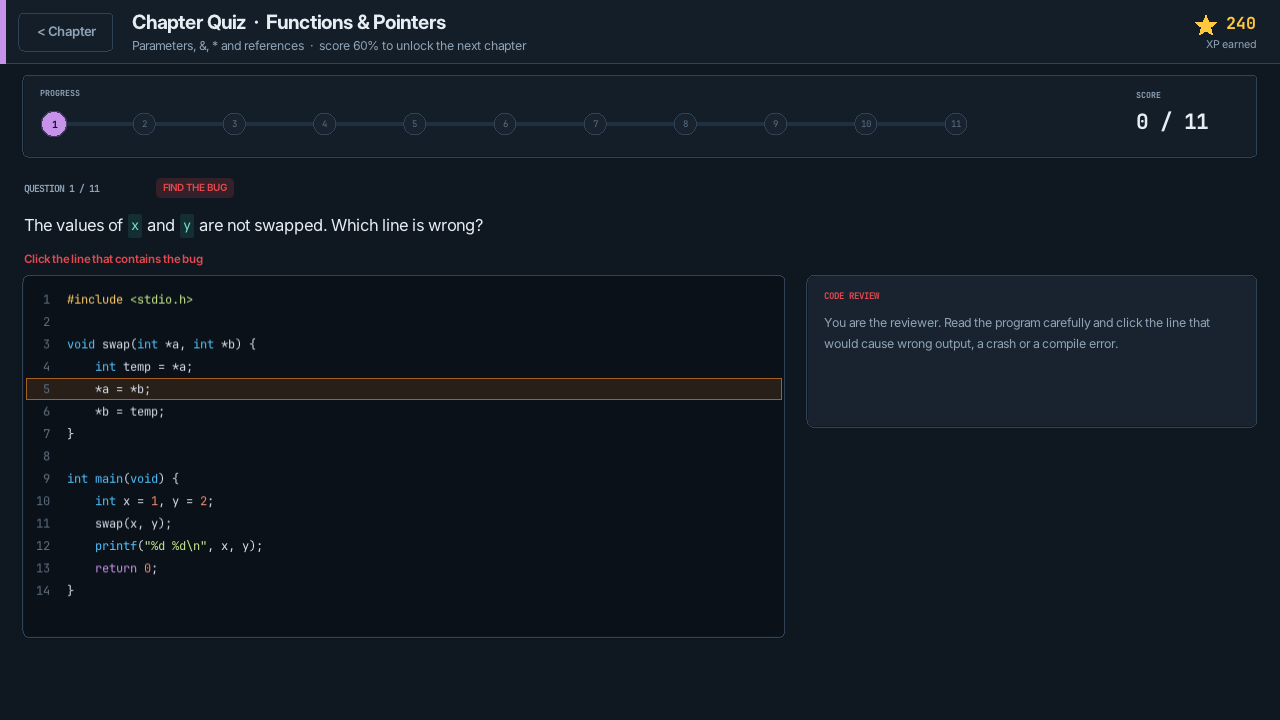 < Chapter
Chapter Quiz · Functions & Pointers
Parameters, &, * and references · score 60% to unlock the next chapter
240
XP earned
PROGRESS
1 2 3 4 5 6 7 8 9 10 11
SCORE
0 / 11
QUESTION 1 / 11
FIND THE BUG
The values of x and y are not swapped. Which line is wrong?
Click the line that contains the bug
1 #include <stdio.h>
2
3 void swap(int *a, int *b) {
4     int temp = *a;
5     *a = *b;
6     *b = temp;
7 }
8
9 int main(void) {
10     int x = 1, y = 2;
11     swap(x, y);
12     printf("%d %d\n", x, y);
13     return 0;
14 }
CODE REVIEW
You are the reviewer. Read the program carefully and click the line that
would cause wrong output, a crash or a compile error.